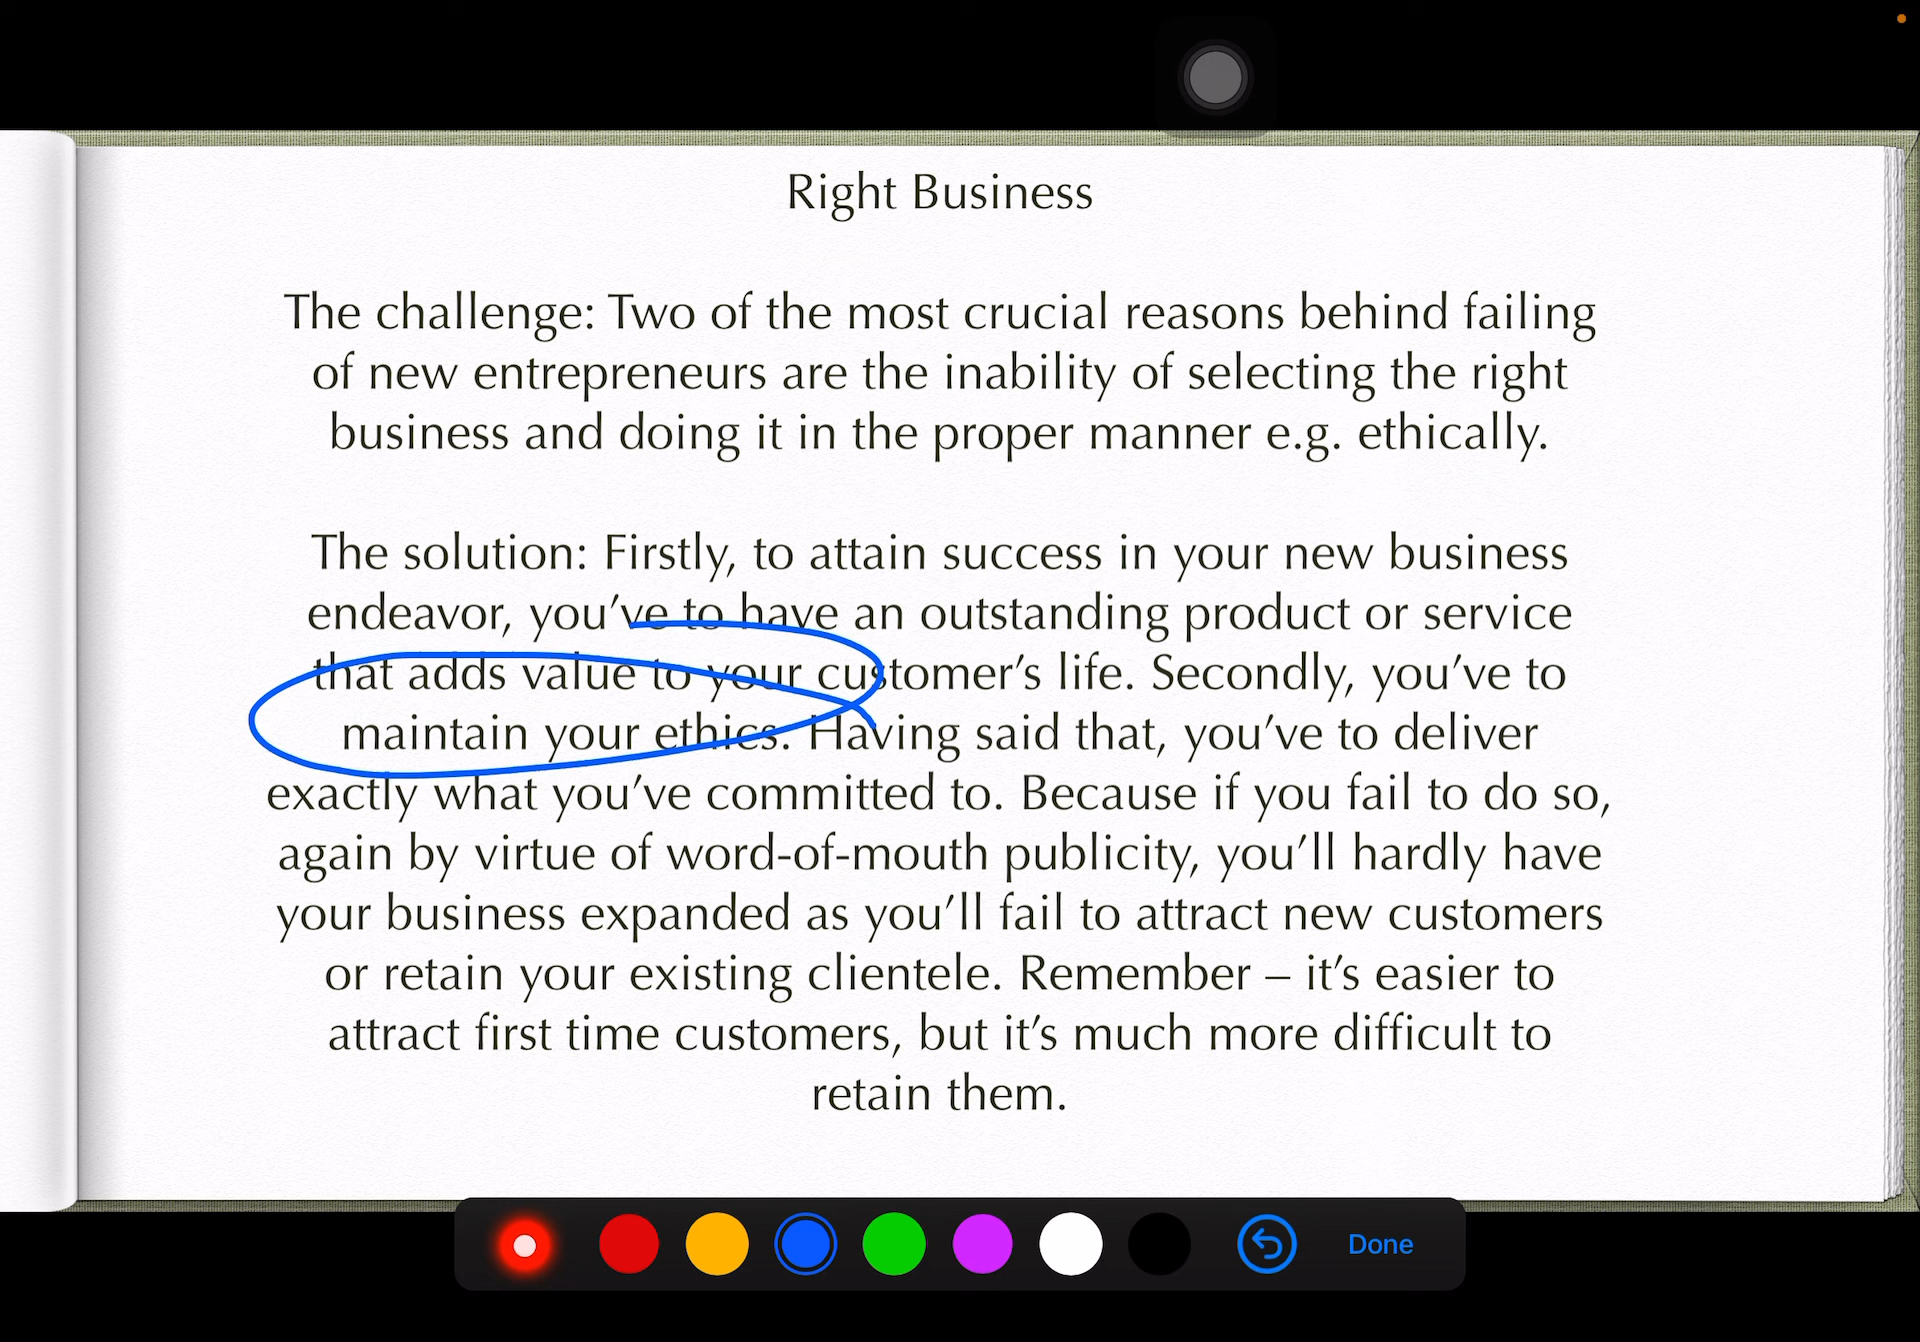 Right Business
The challenge: Two of the most crucial reasons behind failing
of new entrepreneurs are the inability of selecting the right
business and doing it in the proper manner e.g. ethically.
The solution: Firstly, to attain success in your new business
endeavor, you’ve to have an outstanding product or service
that adds value to your customer’s life. Secondly, you’ve to
maintain your ethics. Having said that, you’ve to deliver
exactly what you’ve committed to. Because if you fail to do so,
again by virtue of word-of-mouth publicity, you’ll hardly have
your business expanded as you’ll fail to attract new customers
or retain your existing clientele. Remember – it’s easier to
attract first time customers, but it’s much more difficult to
retain them.
Done